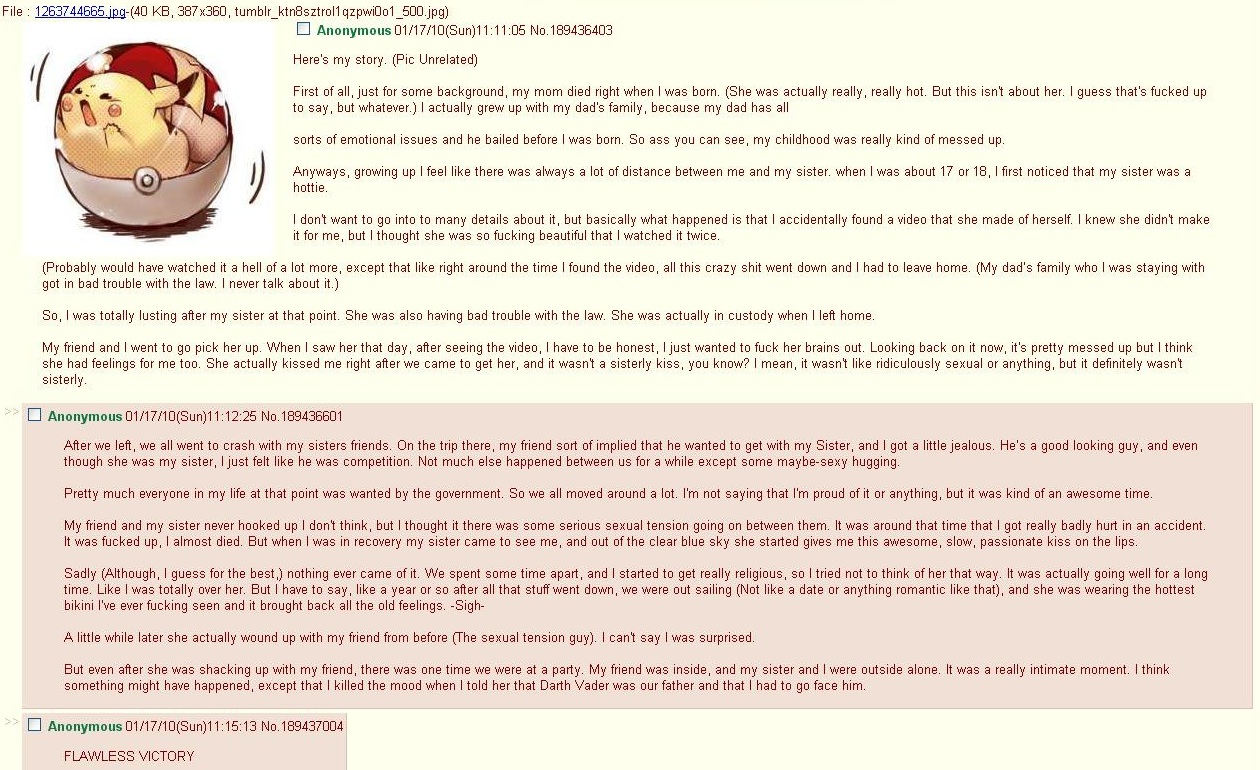 File : 1263744665.jpg-(40 KB, 387x360, tumblr_ktn8sztrol1qzpwi0o1_500.jpg)
Anonymous 01/17/10(Sun)11:11:05 No.189436403
Here's my story. (Pic Unrelated)
First of all, just for some background, my mom died right when I was born. (She was actually really, really hot. But this isn't about her. I guess that's fucked up
to say, but whatever.) I actually grew up with my dad's family, because my dad has all
sorts of emotional issues and he bailed before I was born. So ass you can see, my childhood was really kind of messed up.
Anyways, growing up I feel like there was always a lot of distance between me and my sister. when I was about 17 or 18, I first noticed that my sister was a
hottie.
I don't want to go into to many details about it, but basically what happened is that I accidentally found a video that she made of herself. I knew she didn't make
it for me, but I thought she was so fucking beautiful that I watched it twice.
(Probably would have watched it a hell of a lot more, except that like right around the time I found the video, all this crazy shit went down and I had to leave home. (My dad's family who I was staying with
got in bad trouble with the law. I never talk about it.)
So, I was totally lusting after my sister at that point. She was also having bad trouble with the law. She was actually in custody when I left home.
My friend and I went to go pick her up. When I saw her that day, after seeing the video, I have to be honest, I just wanted to fuck her brains out. Looking back on it now, it's pretty messed up but I think
she had feelings for me too. She actually kissed me right after we came to get her, and it wasn't a sisterly kiss, you know? I mean, it wasn't like ridiculously sexual or anything, but it definitely wasn't
sisterly.
>> Anonymous 01/17/10(Sun)11:12:25 No.189436601
After we left, we all went to crash with my sisters friends. On the trip there, my friend sort of implied that he wanted to get with my Sister, and I got a little jealous. He's a good looking guy, and even
though she was my sister, I just felt like he was competition. Not much else happened between us for a while except some maybe-sexy hugging.
Pretty much everyone in my life at that point was wanted by the government. So we all moved around a lot. I'm not saying that I'm proud of it or anything, but it was kind of an awesome time.
My friend and my sister never hooked up I don't think, but I thought it there was some serious sexual tension going on between them. It was around that time that I got really badly hurt in an accident.
It was fucked up, I almost died. But when I was in recovery my sister came to see me, and out of the clear blue sky she started gives me this awesome, slow, passionate kiss on the lips.
Sadly (Although, I guess for the best,) nothing ever came of it. We spent some time apart, and I started to get really religious, so I tried not to think of her that way. It was actually going well for a long
time. Like I was totally over her. But I have to say, like a year or so after all that stuff went down, we were out sailing (Not like a date or anything romantic like that), and she was wearing the hottest
bikini I've ever fucking seen and it brought back all the old feelings. -Sigh-
A little while later she actually wound up with my friend from before (The sexual tension guy). I can't say I was surprised.
But even after she was shacking up with my friend, there was one time we were at a party. My friend was inside, and my sister and I were outside alone. It was a really intimate moment. I think
something might have happened, except that I killed the mood when I told her that Darth Vader was our father and that I had to go face him.
>> Anonymous 01/17/10(Sun)11:15:13 No.189437004
FLAWLESS VICTORY